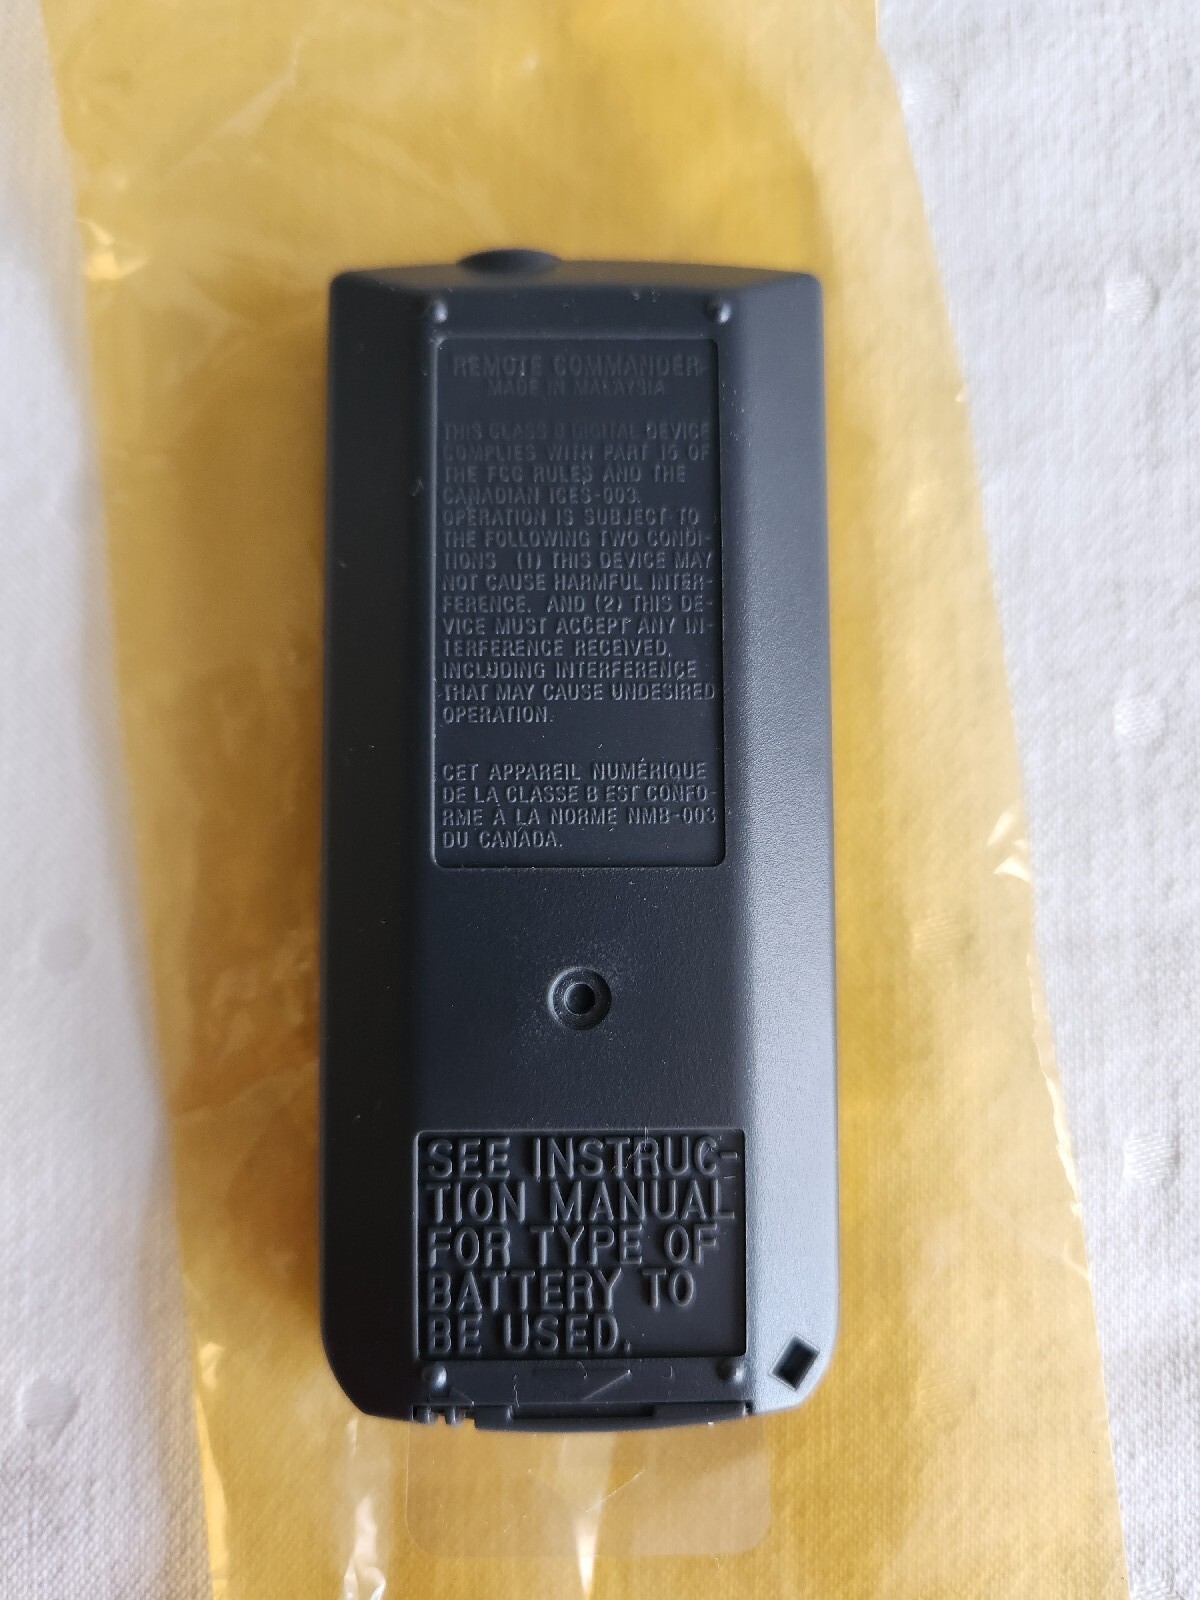 REMOTE COMMANDER
MADE IN MALAYSIA
THIS CLASS B DIGITAL DEVICE
COMPLIES WITH PART 15 OF
THE FCC RULES AND THE
CANADIAN ICES-003.
OPERATION IS SUBJECT TO
THE FOLLOWING TWO CONDI-
TIONS (1) THIS DEVICE MAY
NOT CAUSE HARMFUL INTER-
FERENCE. AND (2) THIS DE-
VICE MUST ACCEPT ANY IN-
TERFERENCE RECEIVED,
INCLUDING INTERFERENCE
THAT MAY CAUSE UNDESIRED
OPERATION.
CET APPAREIL NUMÉRIQUE
DE LA CLASSE B EST CONFO-
RME À LA NORME NMB-003
DU CANADA.
SEE INSTRUC-
TION MANUAL
FOR TYPE OF
BATTERY TO
BE USED.